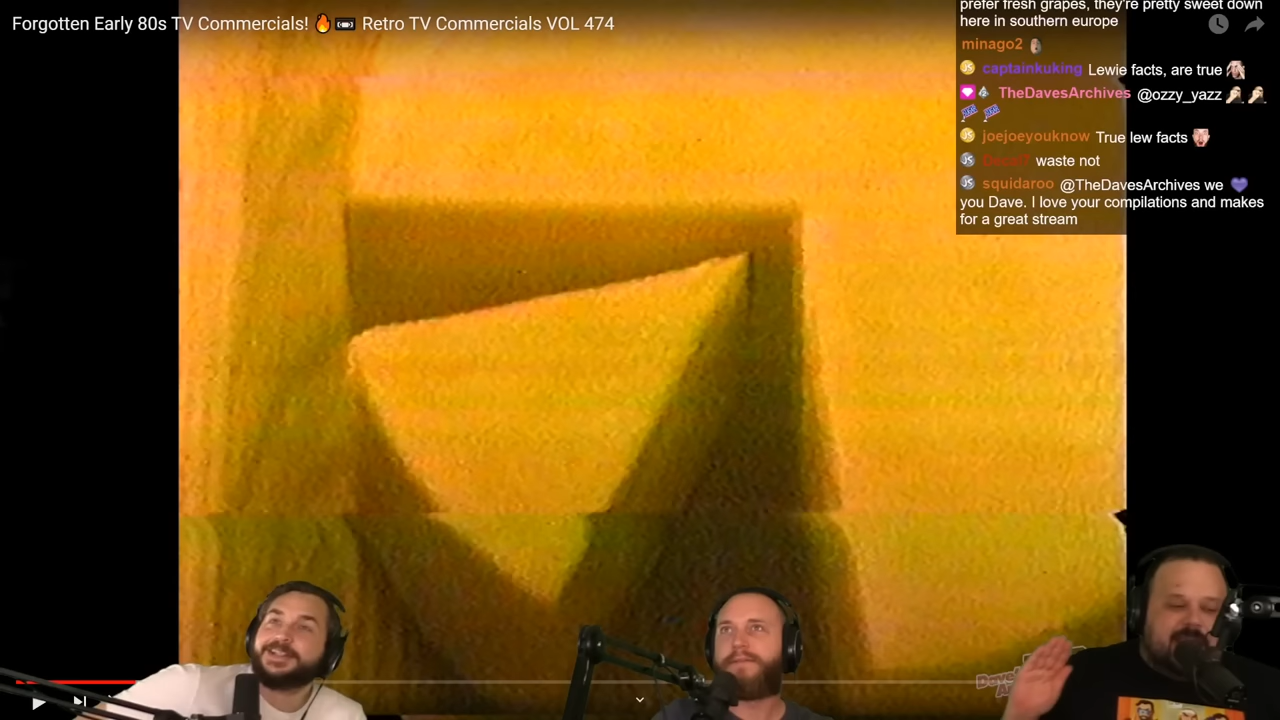 Forgotten Early 80s TV Commercials! 🔥📼 Retro TV Commercials VOL 474
prefer fresh grapes, they're pretty sweet down
here in southern europe
minago2
captainkuking Lewie facts, are true
TheDavesArchives @ozzy_yazz
joejoeyouknow True lew facts
waste not
squidaroo @TheDavesArchives we 💜
you Dave. I love your compilations and makes
for a great stream